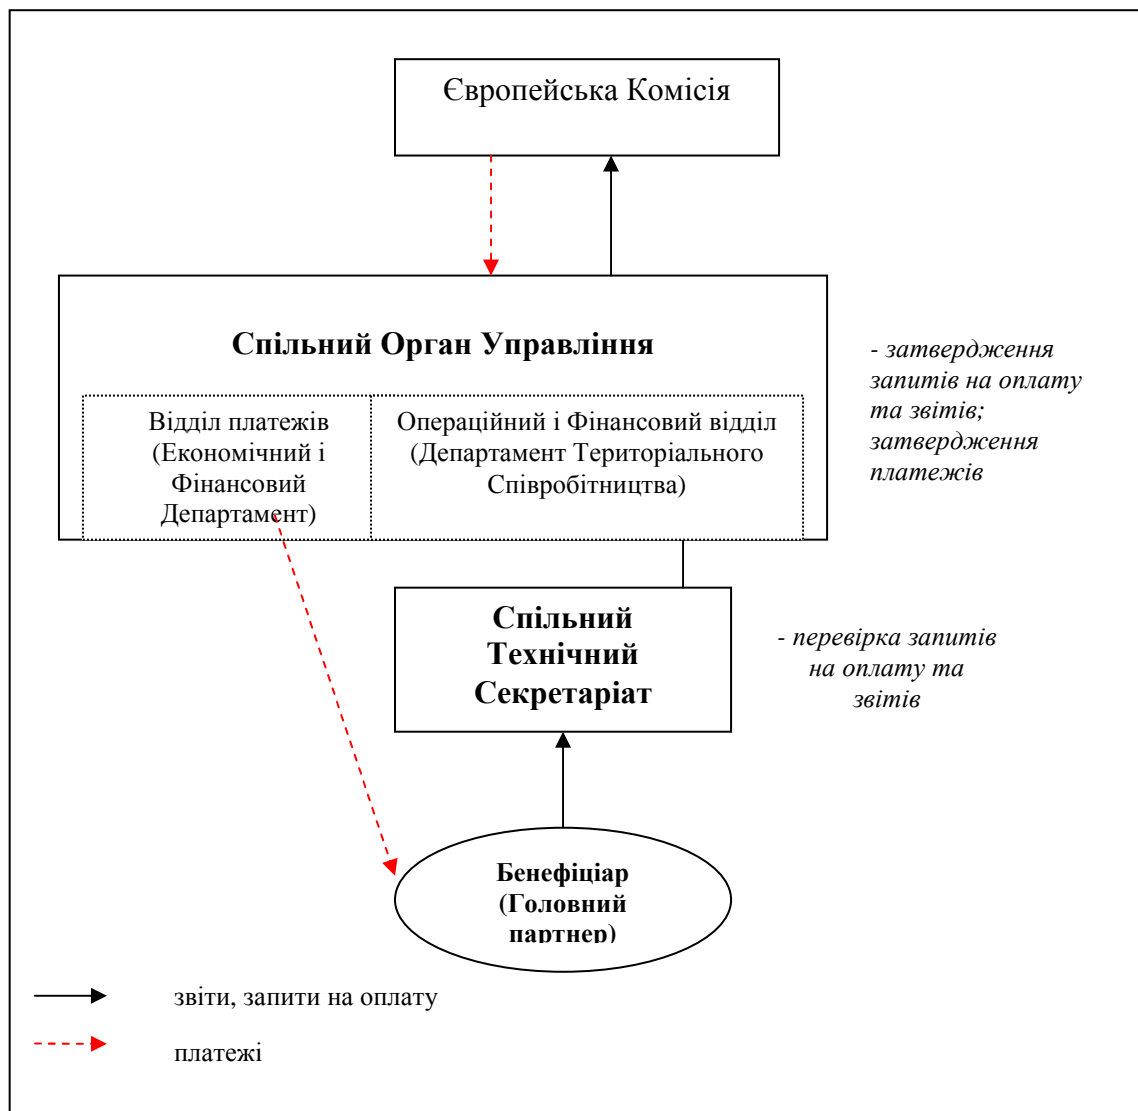 Європейська Комісія
Спільний Орган Управління
- затвердження
запитів на оплату
та звітів;
затвердження
платежів
Відділ платежів
(Економічний і
Фінансовий
Департамент)
Операційний і Фінансовий відділ
(Департамент Територіального
Співробітництва)
Спільний
Технічний
Секретаріат
- перевірка запитів
на оплату та
звітів
Бенефіціар
(Головний
партнер)
звіти, запити на оплату
платежі